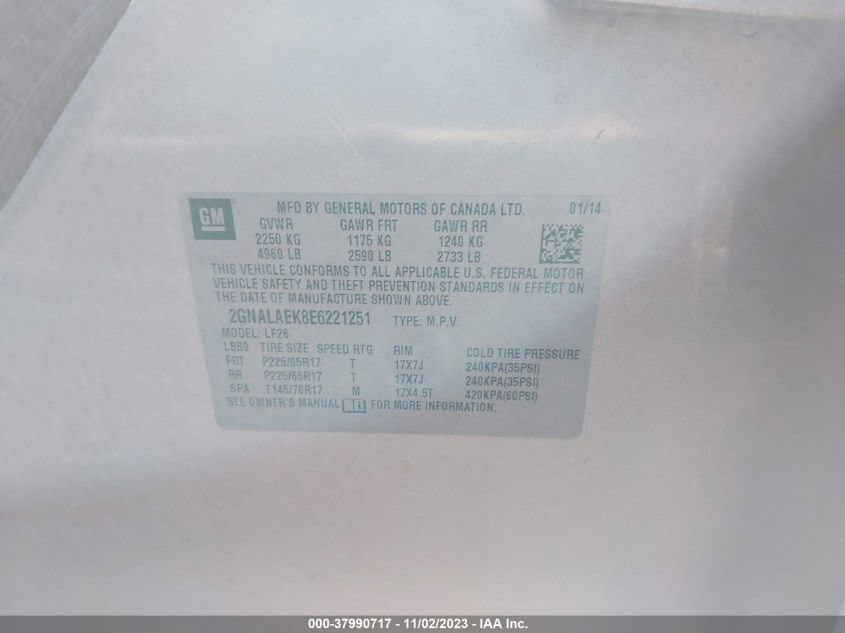 GM
MFD BY GENERAL MOTORS OF CANADA LTD. 01/14
GVWR GAWR FRT GAWR RR
2250 KG 1175 KG 1240 KG
4960 LB 2590 LB 2733 LB
THIS VEHICLE CONFORMS TO ALL APPLICABLE U.S. FEDERAL MOTOR
VEHICLE SAFETY AND THEFT PREVENTION STANDARDS IN EFFECT ON
THE DATE OF MANUFACTURE SHOWN ABOVE.
2GNALAEK8E6221251 TYPE: M.P.V.
MODEL: LF26
LBB9 TIRE SIZE SPEED RTG RIM COLD TIRE PRESSURE
FRT P225/65R17 T 17X7J 240KPA(35PSI)
RR P225/65R17 T 17X7J 240KPA(35PSI)
SPA T145/70R17 M 17X4.5T 420KPA(60PSI)
SEE OWNER'S MANUAL FOR MORE INFORMATION.
000-37990717 - 11/02/2023 - IAA Inc.